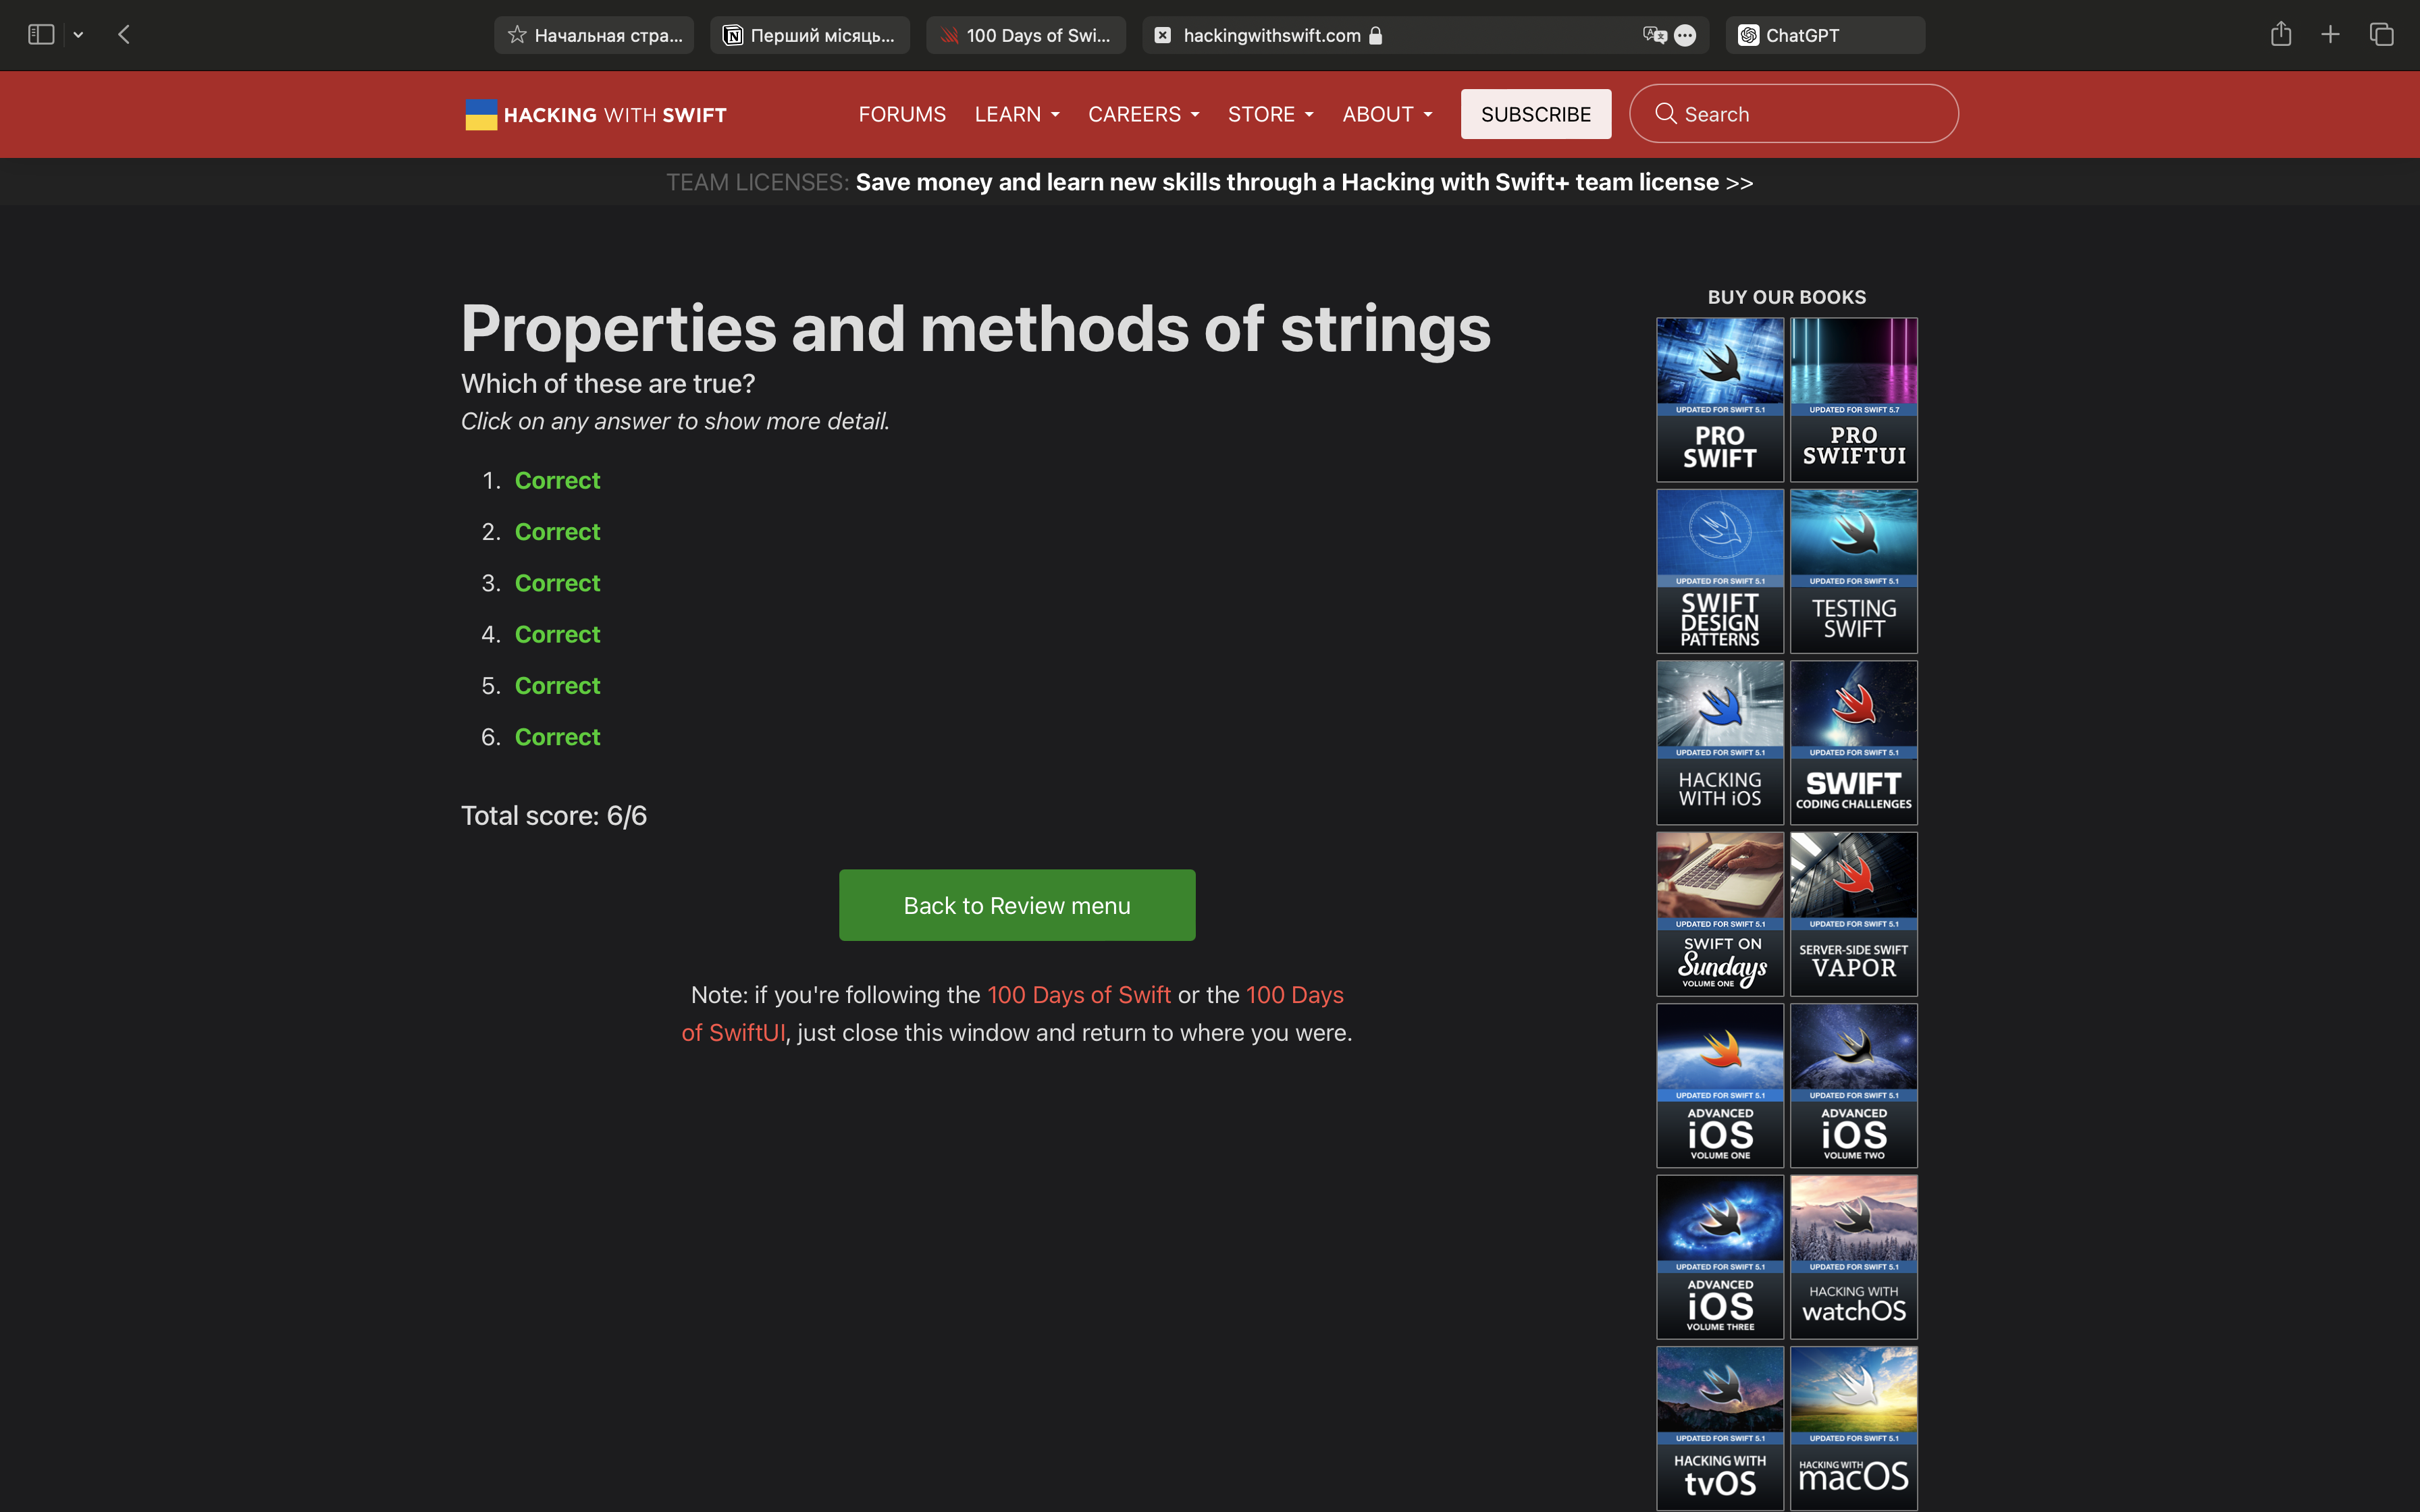 Начальная стра...
Перший місяць...
100 Days of Swi...
hackingwithswift.com
ChatGPT
HACKING WITH SWIFT
FORUMS
LEARN
CAREERS
STORE
ABOUT
SUBSCRIBE
Search
TEAM LICENSES: Save money and learn new skills through a Hacking with Swift+ team license >>
Properties and methods of strings
Which of these are true?
Click on any answer to show more detail.
1. Correct
2. Correct
3. Correct
4. Correct
5. Correct
6. Correct
Total score: 6/6
Back to Review menu
Note: if you're following the 100 Days of Swift or the 100 Days
of SwiftUI, just close this window and return to where you were.
BUY OUR BOOKS
UPDATED FOR SWIFT 5.1
PRO
SWIFT
UPDATED FOR SWIFT 5.7
PRO
SWIFTUI
UPDATED FOR SWIFT 5.1
SWIFT
DESIGN
PATTERNS
UPDATED FOR SWIFT 5.1
TESTING
SWIFT
UPDATED FOR SWIFT 5.1
HACKING
WITH iOS
UPDATED FOR SWIFT 5.1
SWIFT
CODING CHALLENGES
UPDATED FOR SWIFT 5.1
SWIFT ON
Sundays
VOLUME ONE
UPDATED FOR SWIFT 5.1
SERVER-SIDE SWIFT
VAPOR
UPDATED FOR SWIFT 5.1
ADVANCED
iOS
VOLUME ONE
UPDATED FOR SWIFT 5.1
ADVANCED
iOS
VOLUME TWO
UPDATED FOR SWIFT 5.1
ADVANCED
iOS
VOLUME THREE
UPDATED FOR SWIFT 5.1
HACKING WITH
watchOS
UPDATED FOR SWIFT 5.1
HACKING WITH
tvOS
UPDATED FOR SWIFT 5.1
HACKING WITH
macOS